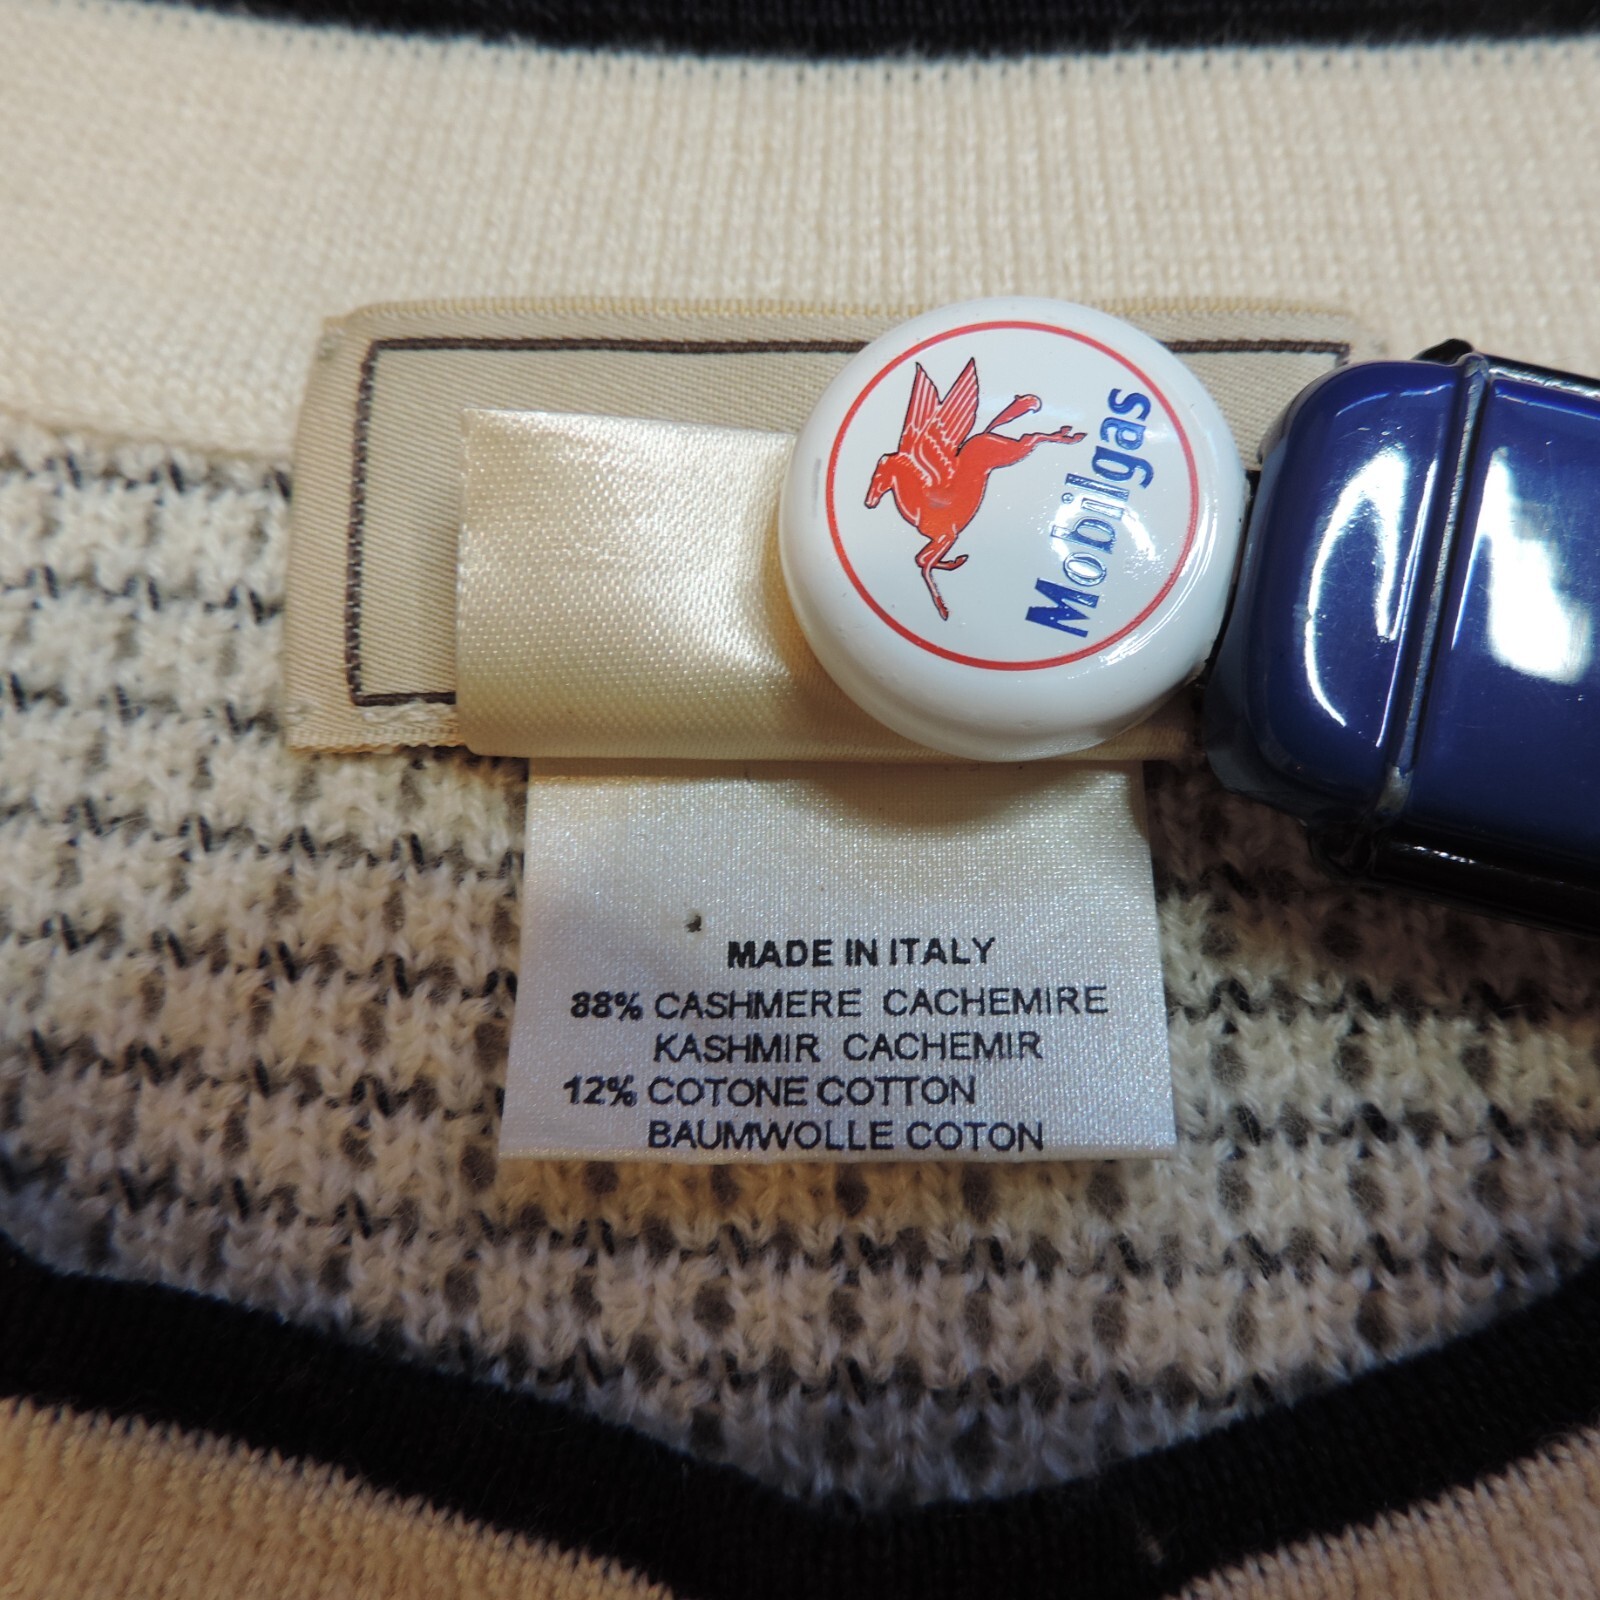 Mobilgas
MADE IN ITALY
88% CASHMERE CACHEMIRE
KASHMIR CACHEMIR
12% COTONE COTTON
BAUMWOLLE COTON